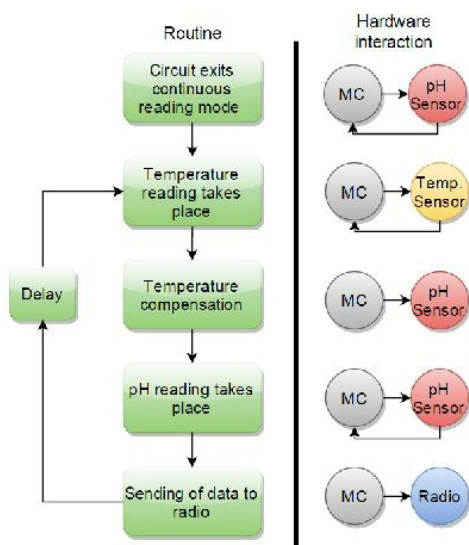 Routine
Hardware
interaction
Circuit exits
continuous
reading mode
MC
pH
Sensor
Temperature
reading takes
place
MC
Temp.
Sensor
Delay
Temperature
compensation
MC
pH
Sensor
pH reading takes
place
MC
pH
Sensor
Sending of data to
radio
MC
Radio